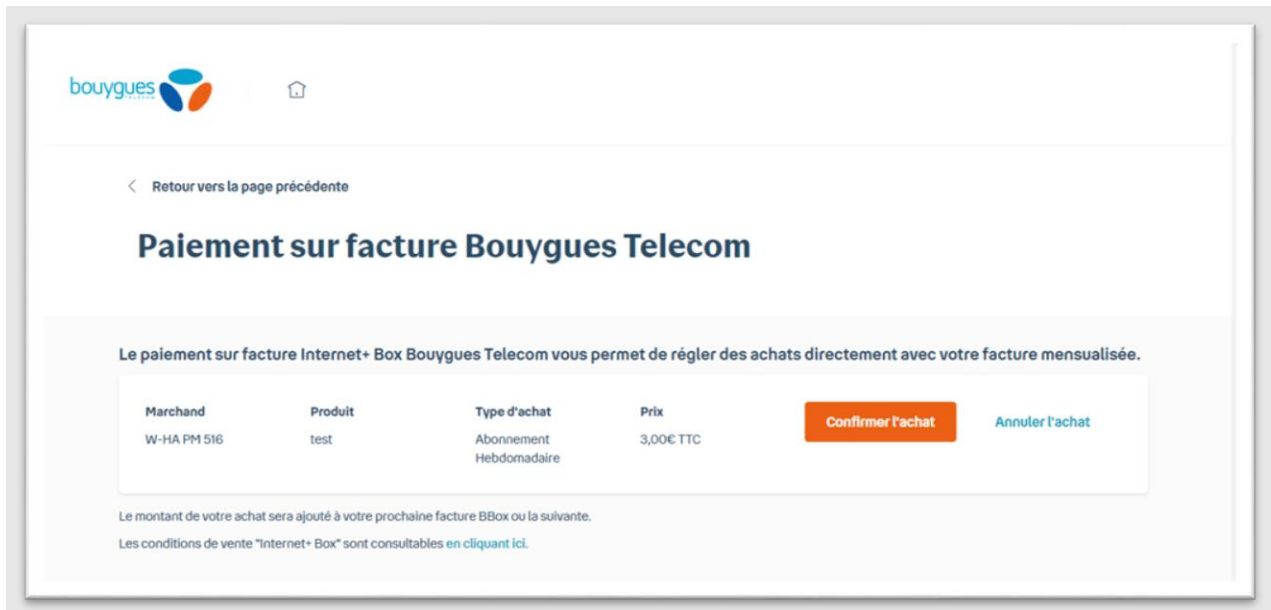 bouygues
TELECOM
Retour vers la page précédente
Paiement sur facture Bouygues Telecom
Le paiement sur facture Internet+ Box Bouygues Telecom vous permet de régler des achats directement avec votre facture mensualisée.
Marchand Produit Type d'achat Prix
W-HA PM 516 test Abonnement 3,00€ TTC Confirmer l'achat Annuler l'achat
Hebdomadaire
Le montant de votre achat sera ajouté à votre prochaine facture BBox ou la suivante.
Les conditions de vente "Internet+ Box" sont consultables en cliquant ici.